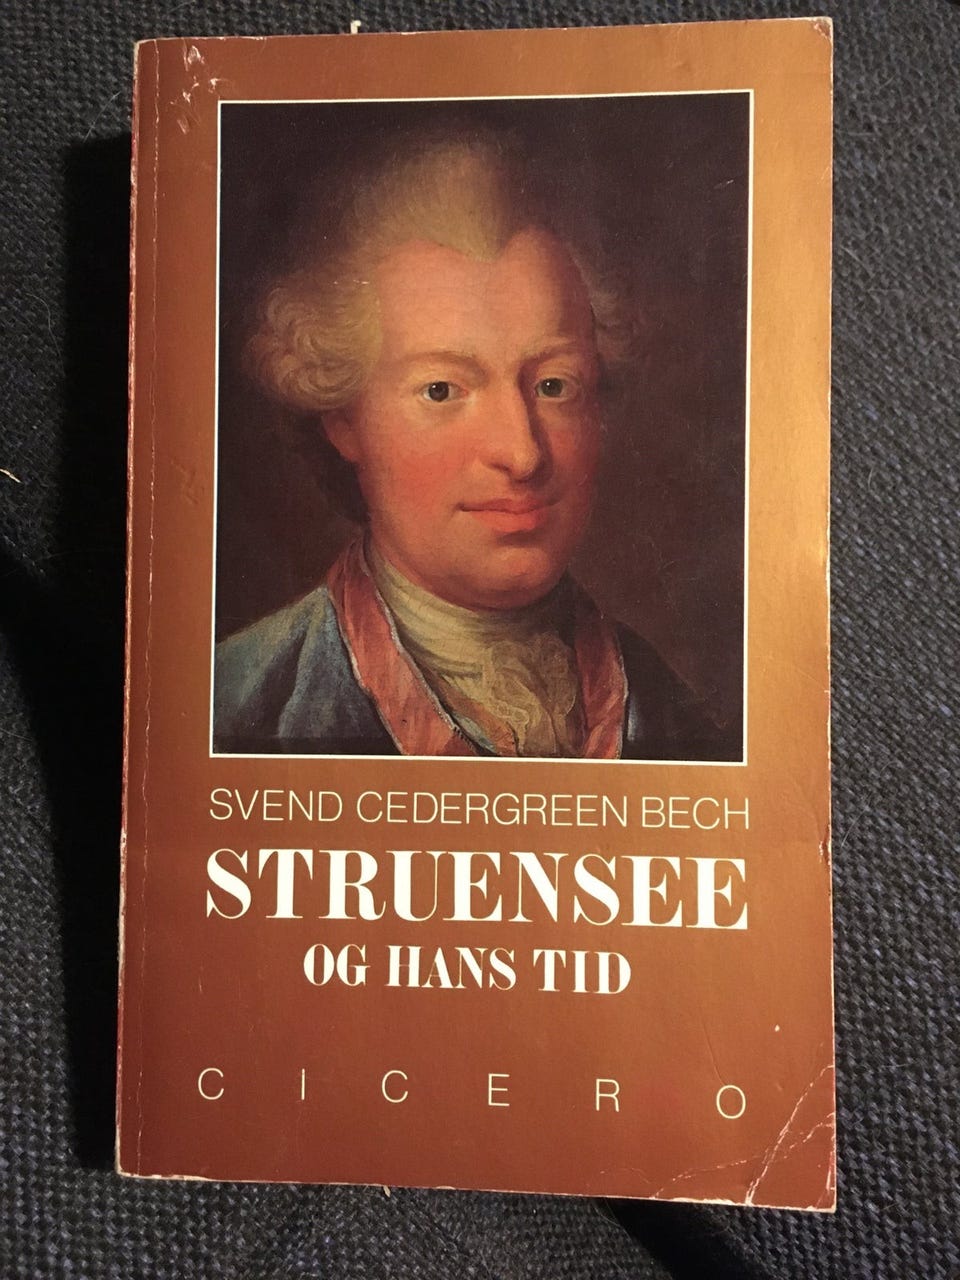 SVEND CEDERGREEN BECH
STRUENSEE
OG HANS TID
CICERO